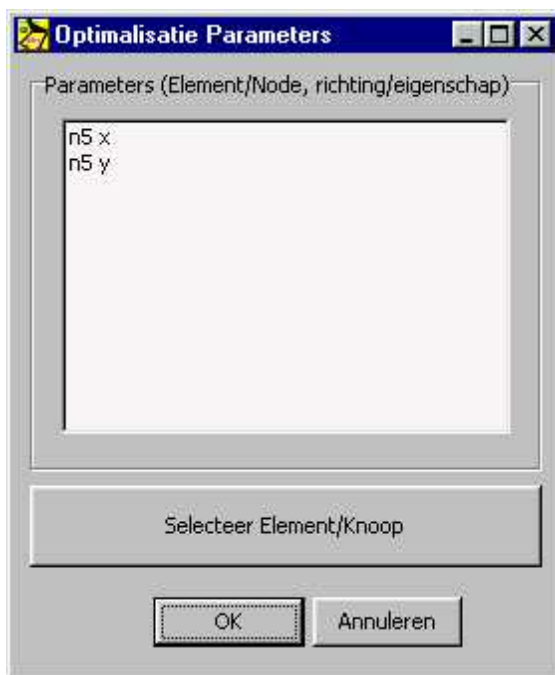 Optimalisatie Parameters
Parameters (Element/Node, richting/eigenschap)
n5 x
n5 y
Selecteer Element/Knoop
OK
Annuleren